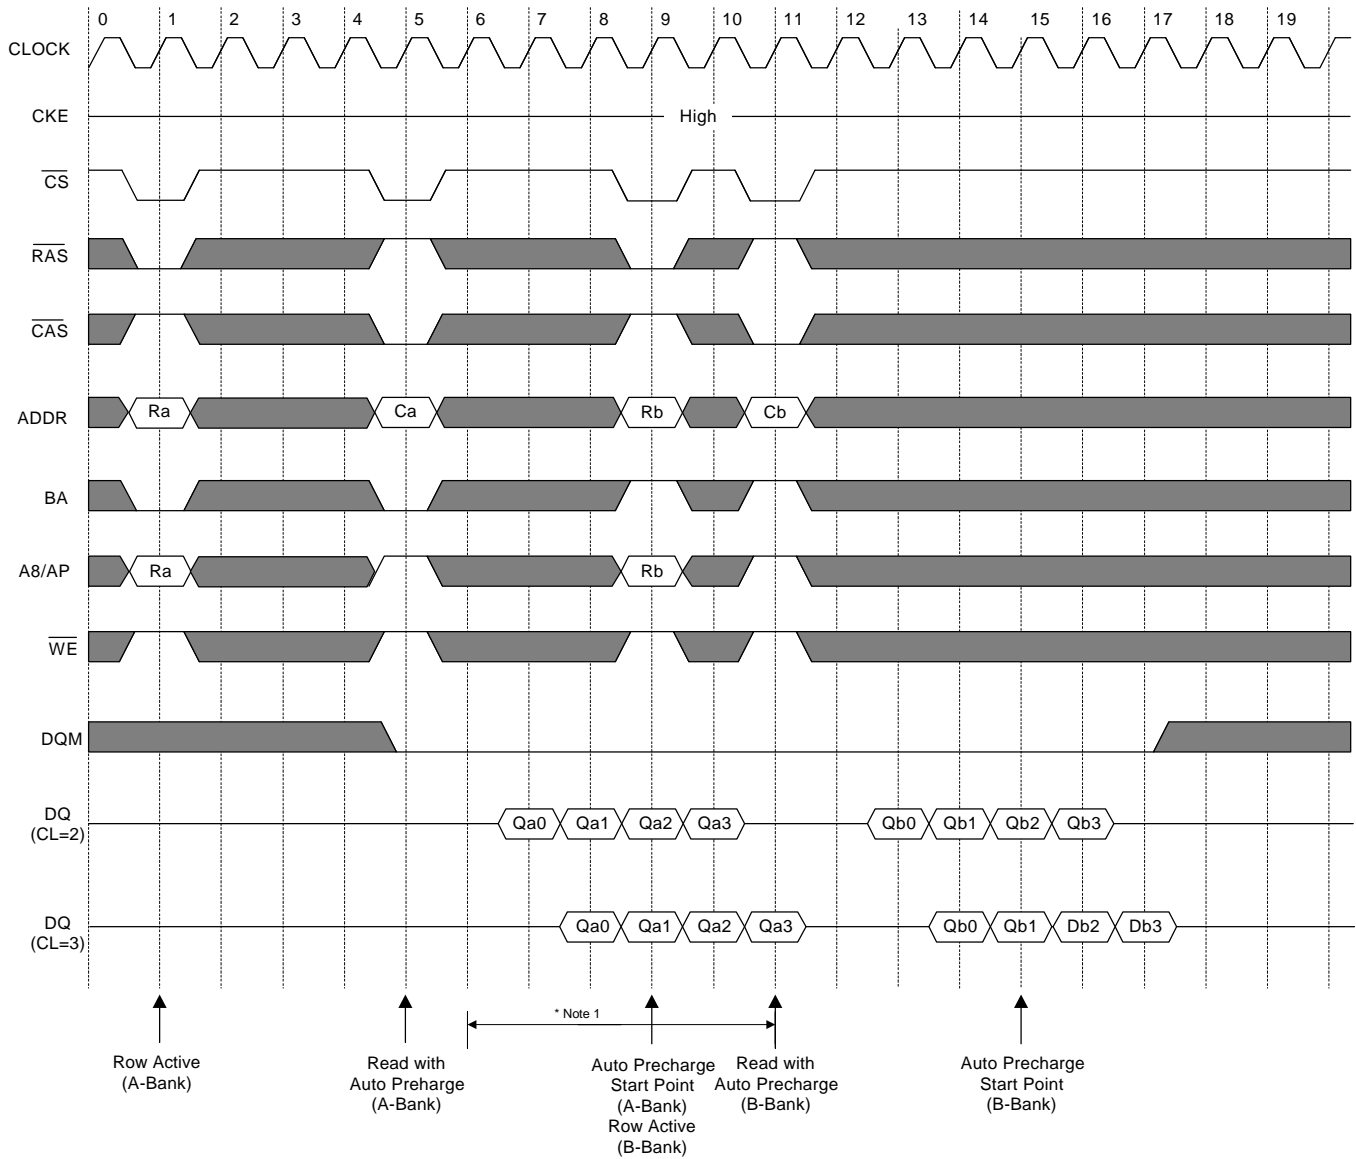 0 1 2 3 4 5 6 7 8 9 10 11 12 13 14 15 16 17 18 19
CLOCK
CKE High
CS
RAS
CAS
ADDR Ra Ca Rb Cb
BA
A8/AP Ra Rb
WE
DQM
DQ
(CL=2)
Qa0 Qa1 Qa2 Qa3 Qb0 Qb1 Qb2 Qb3
DQ
(CL=3)
Qa0 Qa1 Qa2 Qa3 Qb0 Qb1 Db2 Db3
* Note 1
Row Active
(A-Bank)
Read with
Auto Preharge
(A-Bank)
Auto Precharge
Start Point
(A-Bank)
Row Active
(B-Bank)
Read with
Auto Precharge
(B-Bank)
Auto Precharge
Start Point
(B-Bank)